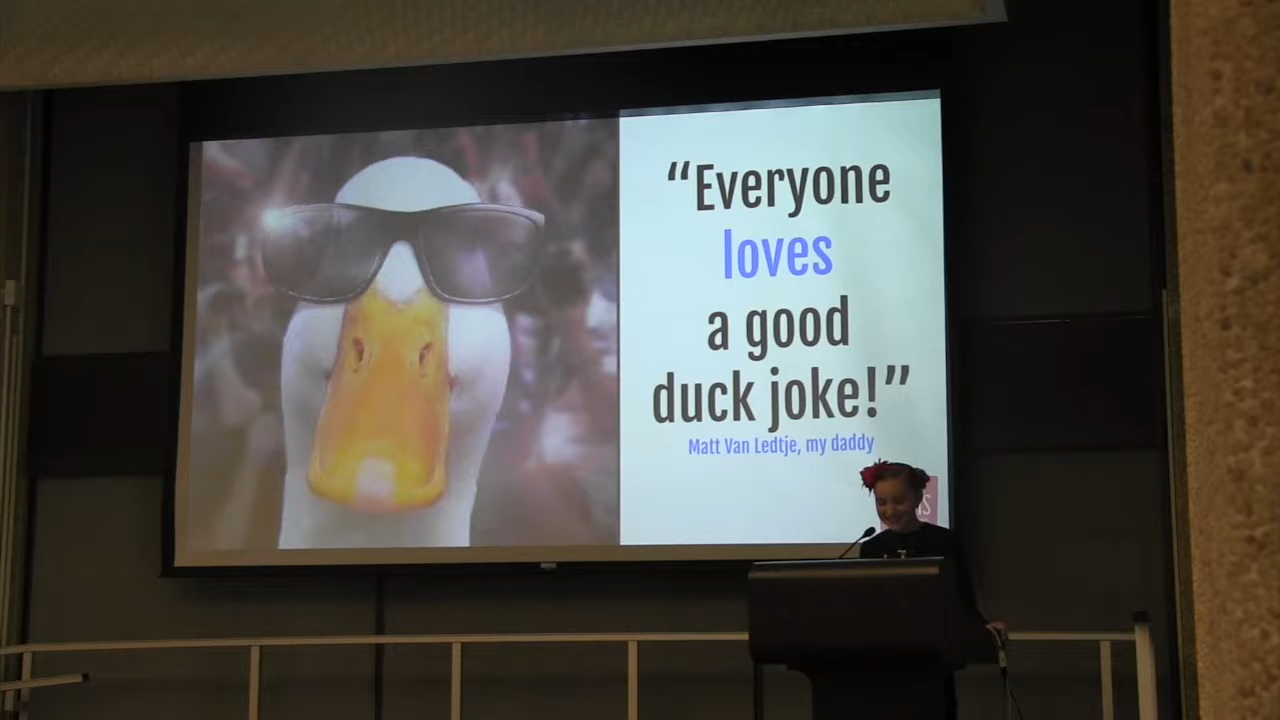 “Everyone
loves
a good
duck joke!”
Matt Van Ledtje, my daddy